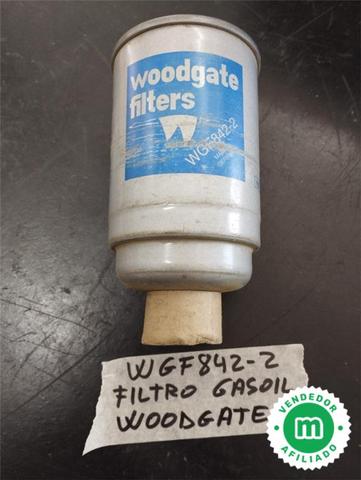 woodgate
filters
WGF842-2
WGF842-2
FILTRO GASOIL
WOODGATE
VENDEDOR
m
AFILIADO